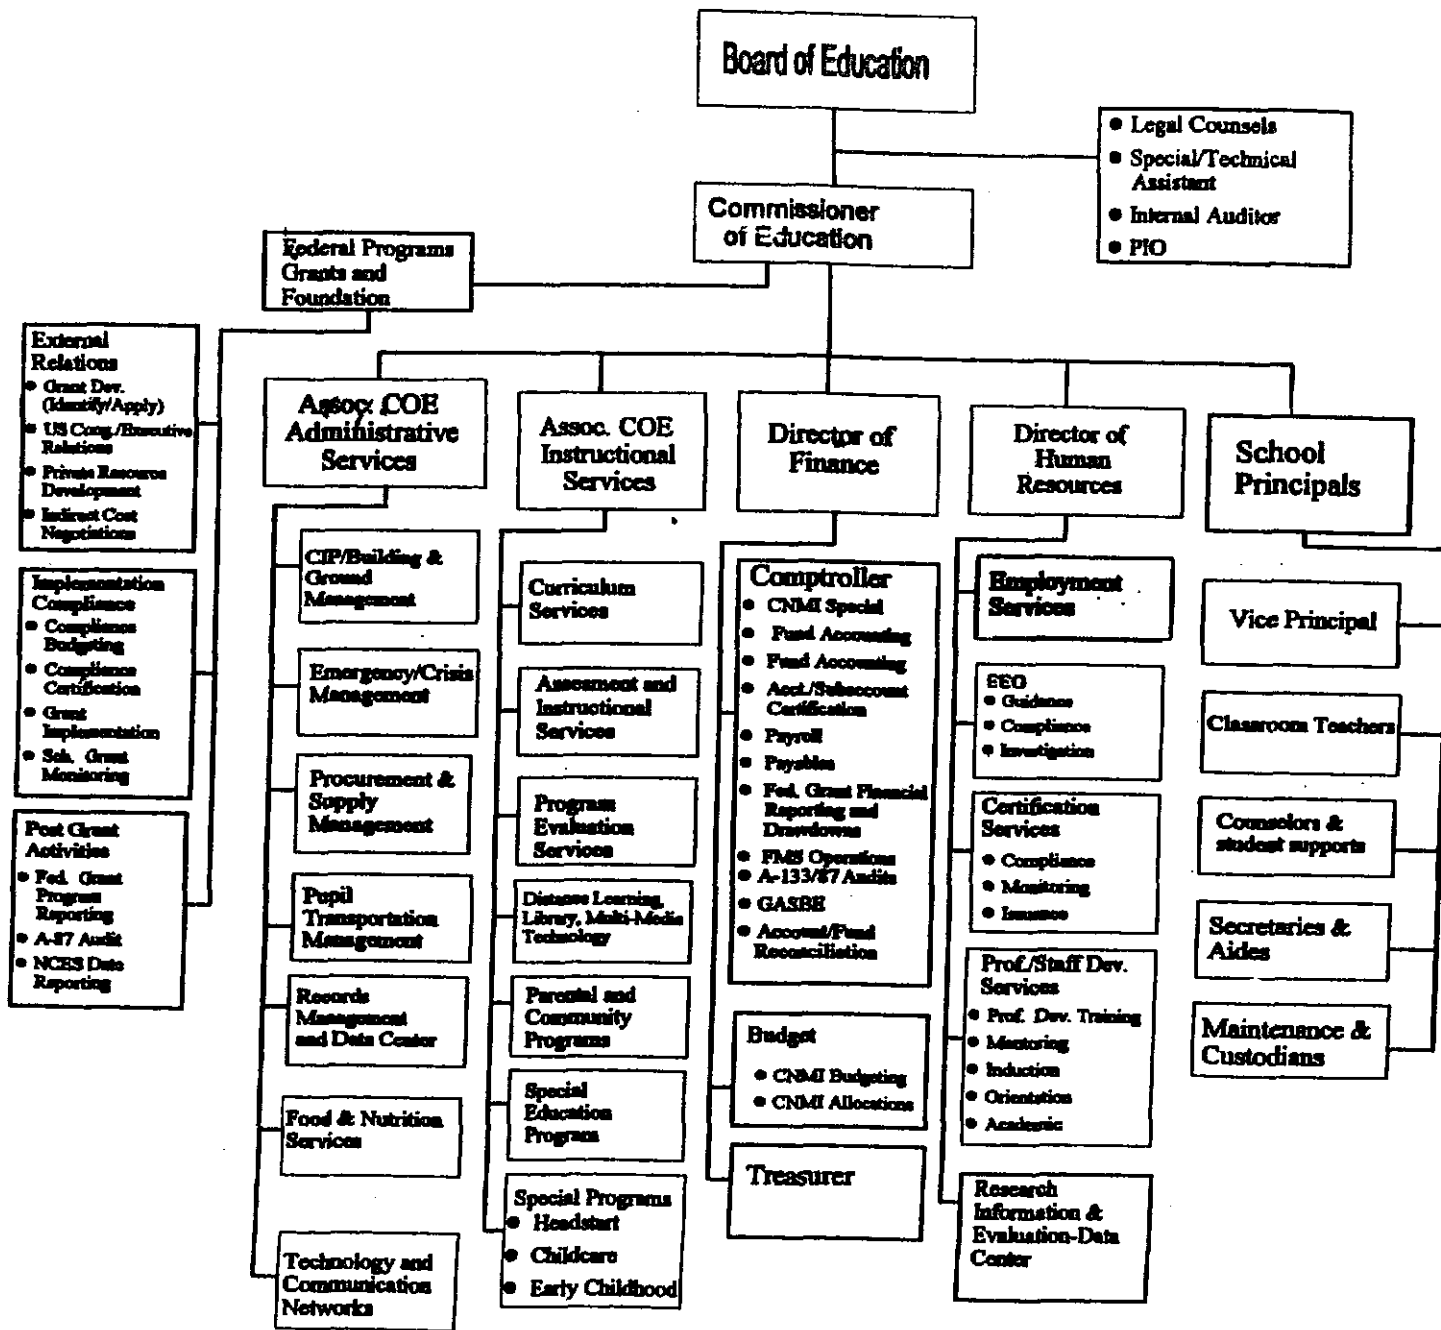 Board of Education
● Legal Counsels
● Special/Technical
Assistant
● Internal Auditor
● PIO
Commissioner
of Education
Federal Programs
Grants and
Foundation
External
Relations
● Grant Dev.
(Identify/Apply)
● US Cong./Executive
Relations
● Private Resource
Development
● Indirect Cost
Negotiations
Implementation
Compliance
● Compliance
Budgeting
● Compliance
Certification
● Grant
Implementation
● Sch. Grant
Monitoring
Post Grant
Activities
● Fed. Grant
Program
Reporting
● A-87 Audit
● NCES Date
Reporting
Assoc. COE
Administrative
Services
CIP/Building &
Ground
Management
Emergency/Crisis
Management
Procurement &
Supply
Management
Pupil
Transportation
Management
Records
Management
and Data Center
Food & Nutrition
Services
Technology and
Communication
Networks
Assoc. COE
Instructional
Services
Curriculum
Services
Assesment and
Instructional
Services
Program
Evaluation
Services
Distance Learning,
Library, Multi-Media
Technology
Parental and
Community
Programs
Special
Education
Program
Special Programs
● Headstart
● Childcare
● Early Childhood
Director of
Finance
Comptroller
● CNMI Special
● Fund Accounting
● Fund Accounting
● Acct./Subaccount
Certification
● Payroll
● Payables
● Fed. Grant Financial
Reporting and
Drawdowns
● FMS Operations
● A-133/87 Audits
● GASBE
● Account/Fund
Reconciliation
Budget
● CNMI Budgeting
● CNMI Allocations
Treasurer
Director of
Human
Resources
Employment
Services
EEO
● Guidance
● Compliance
● Investigation
Certification
Services
● Compliance
● Monitoring
● Issuance
Prof./Staff Dev.
Services
● Prof. Dev. Training
● Mentoring
● Induction
● Orientation
● Academic
Research
Information &
Evaluation-Data
Center
School
Principals
Vice Principal
Classroom Teachers
Counselors &
student supports
Secretaries &
Aides
Maintenance &
Custodians